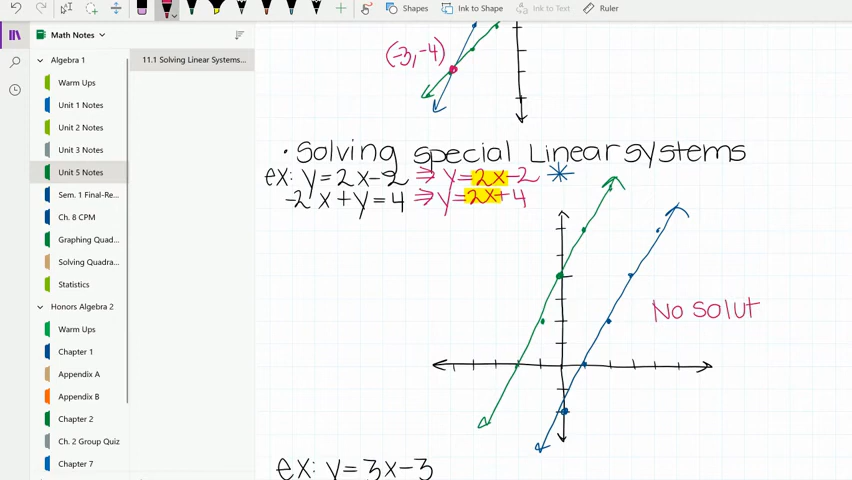 Shapes Ink to Shape Ink to Text Ruler
Math Notes
Algebra 1
Warm Ups
Unit 1 Notes
Unit 2 Notes
Unit 3 Notes
Unit 5 Notes
Sem. 1 Final-Re...
Ch. 8 CPM
Graphing Quad...
Solving Quadra...
Statistics
Honors Algebra 2
Warm Ups
Chapter 1
Appendix A
Appendix B
Chapter 2
Ch. 2 Group Quiz
Chapter 7
11.1 Solving Linear Systems...
(-3,-4)
• Solving special Linear systems
ex: y=2x-2 ⇒ y=2x-2 *
-2x+y=4 ⇒ y=2x+4
No solut
ex: y=3x-3